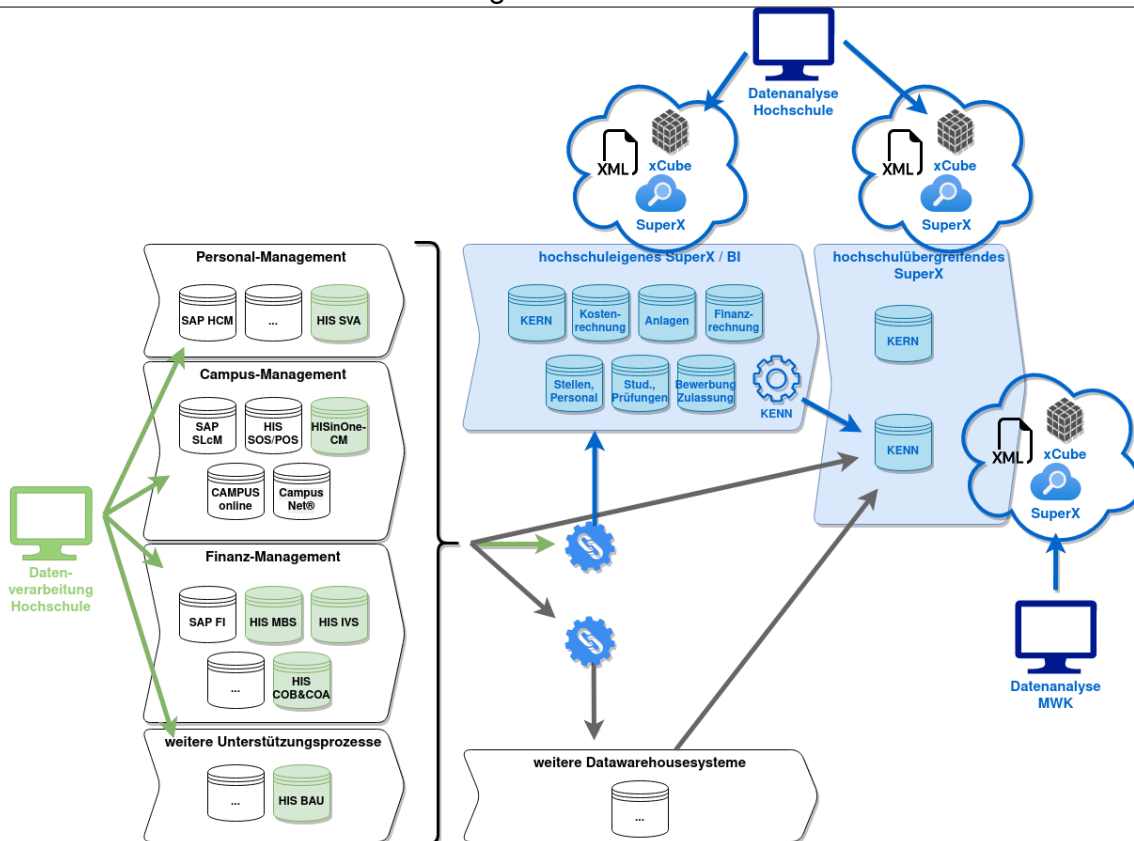 Datenanalyse
Hochschule
XML
xCube
SuperX
XML
xCube
SuperX
Personal-Management
SAP HCM
...
HIS SVA
Campus-Management
SAP
SLcM
HIS
SOS/POS
HISinOne-
CM
CAMPUS
online
Campus
Net®
Daten-
verarbeitung
Hochschule
Finanz-Management
SAP FI
HIS MBS
HIS IVS
...
HIS
COB&COA
weitere Unterstützungsprozesse
...
HIS BAU
hochschuleigenes SuperX / BI
KERN
Kosten-
rechnung
Anlagen
Finanz-
rechnung
Stellen,
Personal
Stud.,
Prüfungen
Bewerbung
Zulassung
KENN
hochschulübergreifendes
SuperX
KERN
KENN
XML
xCube
SuperX
Datenanalyse
MWK
weitere Datawarehousesysteme
...